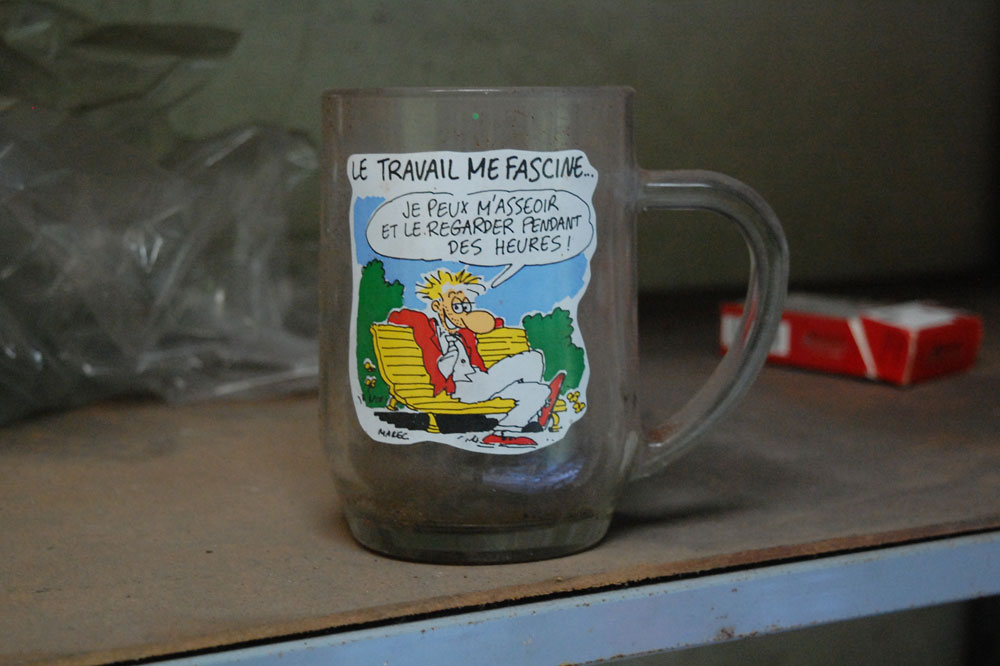 LE TRAVAIL ME FASCINE...
JE PEUX M'ASSEOIR
ET LE REGARDER PENDANT
DES HEURES !
MAREC